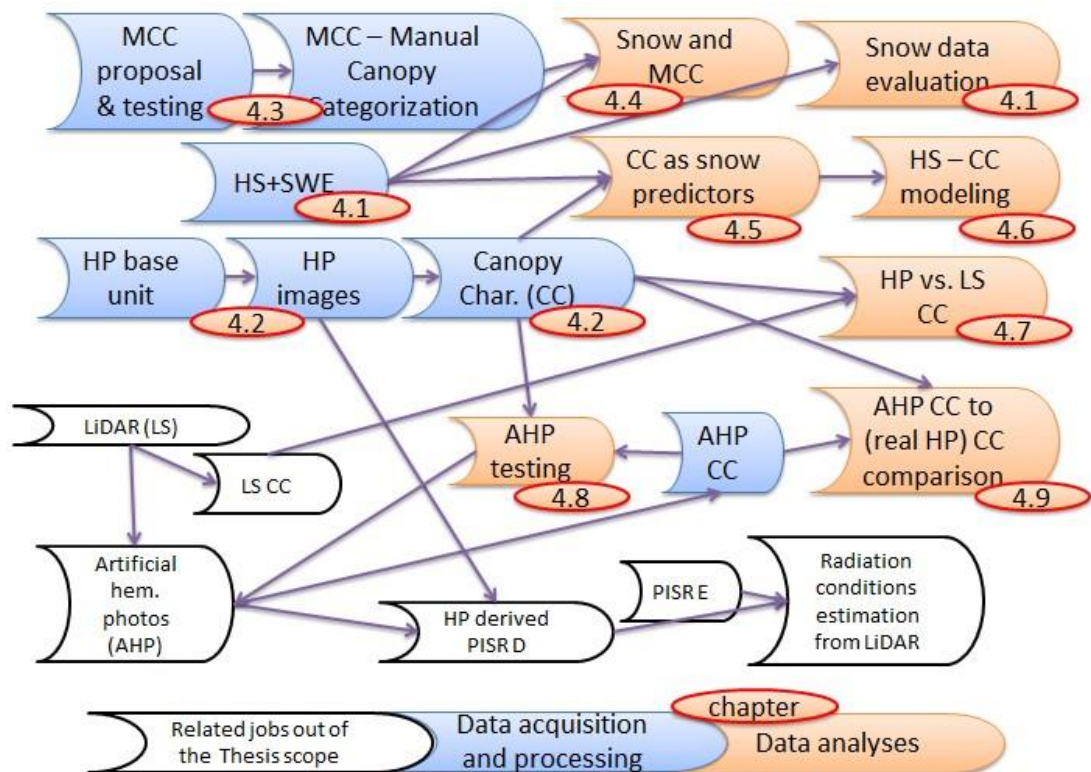 MCC
proposal
& testing
4.3
MCC – Manual
Canopy
Categorization
Snow and
MCC
4.4
Snow data
evaluation
4.1
HS+SWE
4.1
CC as snow
predictors
4.5
HS – CC
modeling
4.6
HP base
unit
4.2
HP
images
Canopy
Char. (CC)
4.2
HP vs. LS
CC
4.7
LiDAR (LS)
LS CC
AHP
testing
4.8
AHP
CC
AHP CC to
(real HP) CC
comparison
4.9
Artificial
hem.
photos
(AHP)
HP derived
PISR D
PISR E
Radiation
conditions
estimation
from LiDAR
Related jobs out of
the Thesis scope
Data acquisition
and processing
chapter
Data analyses